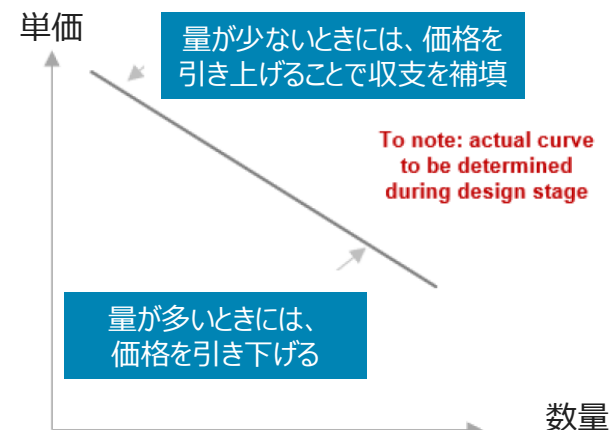 単価
量が少ないときには、価格を
引き上げることで収支を補填
To note: actual curve
to be determined
during design stage
量が多いときには、
価格を引き下げる
数量